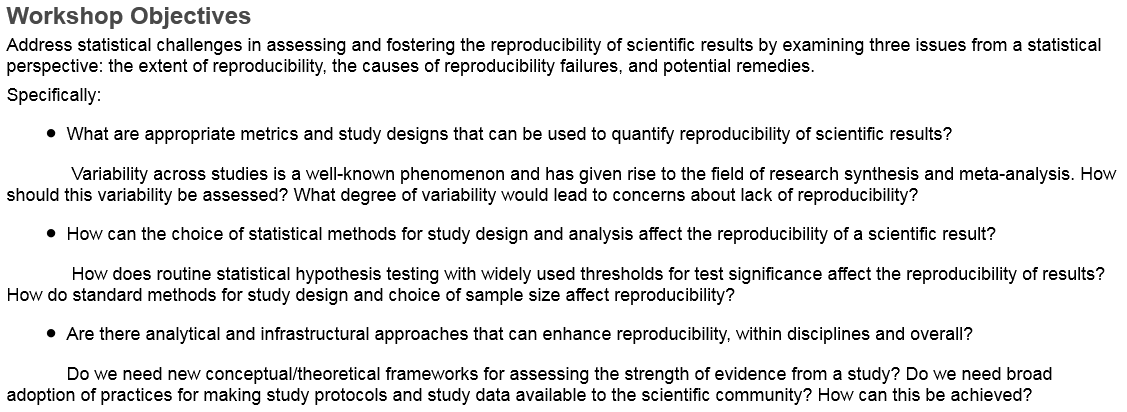 Workshop Objectives
Address statistical challenges in assessing and fostering the reproducibility of scientific results by examining three issues from a statistical
perspective: the extent of reproducibility, the causes of reproducibility failures, and potential remedies.
Specifically:
• What are appropriate metrics and study designs that can be used to quantify reproducibility of scientific results?
Variability across studies is a well-known phenomenon and has given rise to the field of research synthesis and meta-analysis. How
should this variability be assessed? What degree of variability would lead to concerns about lack of reproducibility?
• How can the choice of statistical methods for study design and analysis affect the reproducibility of a scientific result?
How does routine statistical hypothesis testing with widely used thresholds for test significance affect the reproducibility of results?
How do standard methods for study design and choice of sample size affect reproducibility?
• Are there analytical and infrastructural approaches that can enhance reproducibility, within disciplines and overall?
Do we need new conceptual/theoretical frameworks for assessing the strength of evidence from a study? Do we need broad
adoption of practices for making study protocols and study data available to the scientific community? How can this be achieved?